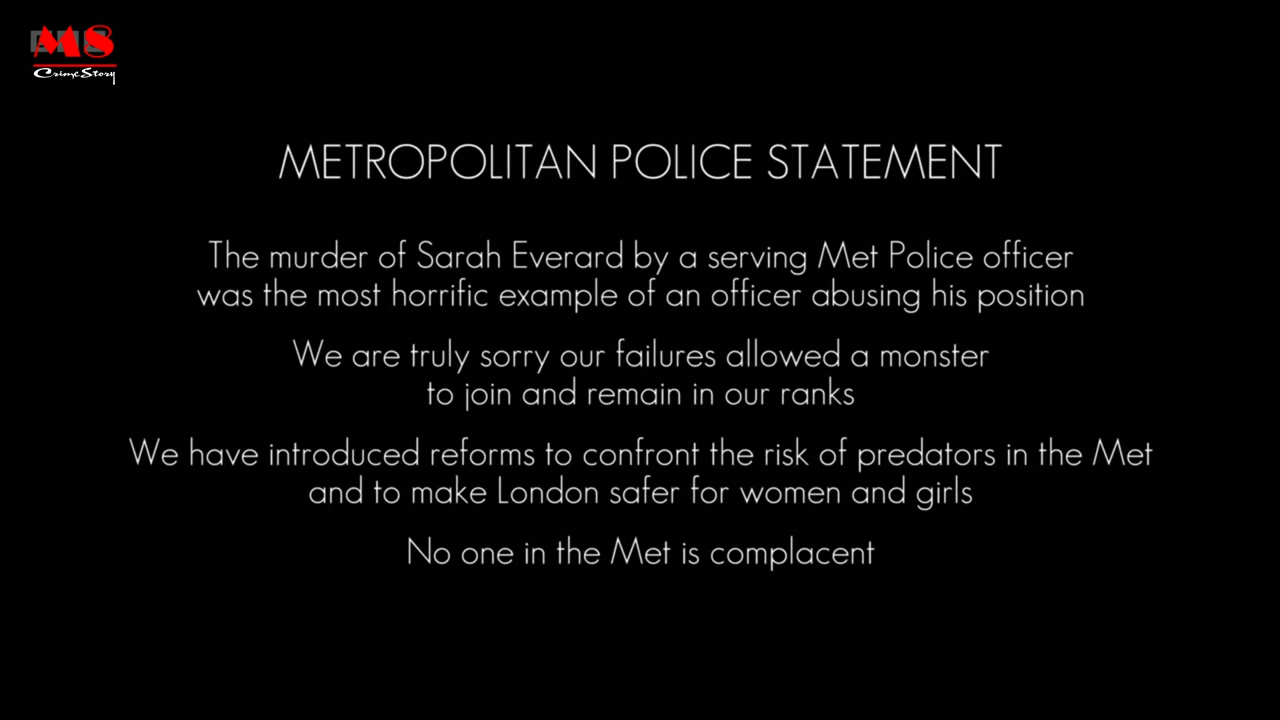 MS
CrimeStory
METROPOLITAN POLICE STATEMENT
The murder of Sarah Everard by a serving Met Police officer
was the most horrific example of an officer abusing his position
We are truly sorry our failures allowed a monster
to join and remain in our ranks
We have introduced reforms to confront the risk of predators in the Met
and to make London safer for women and girls
No one in the Met is complacent